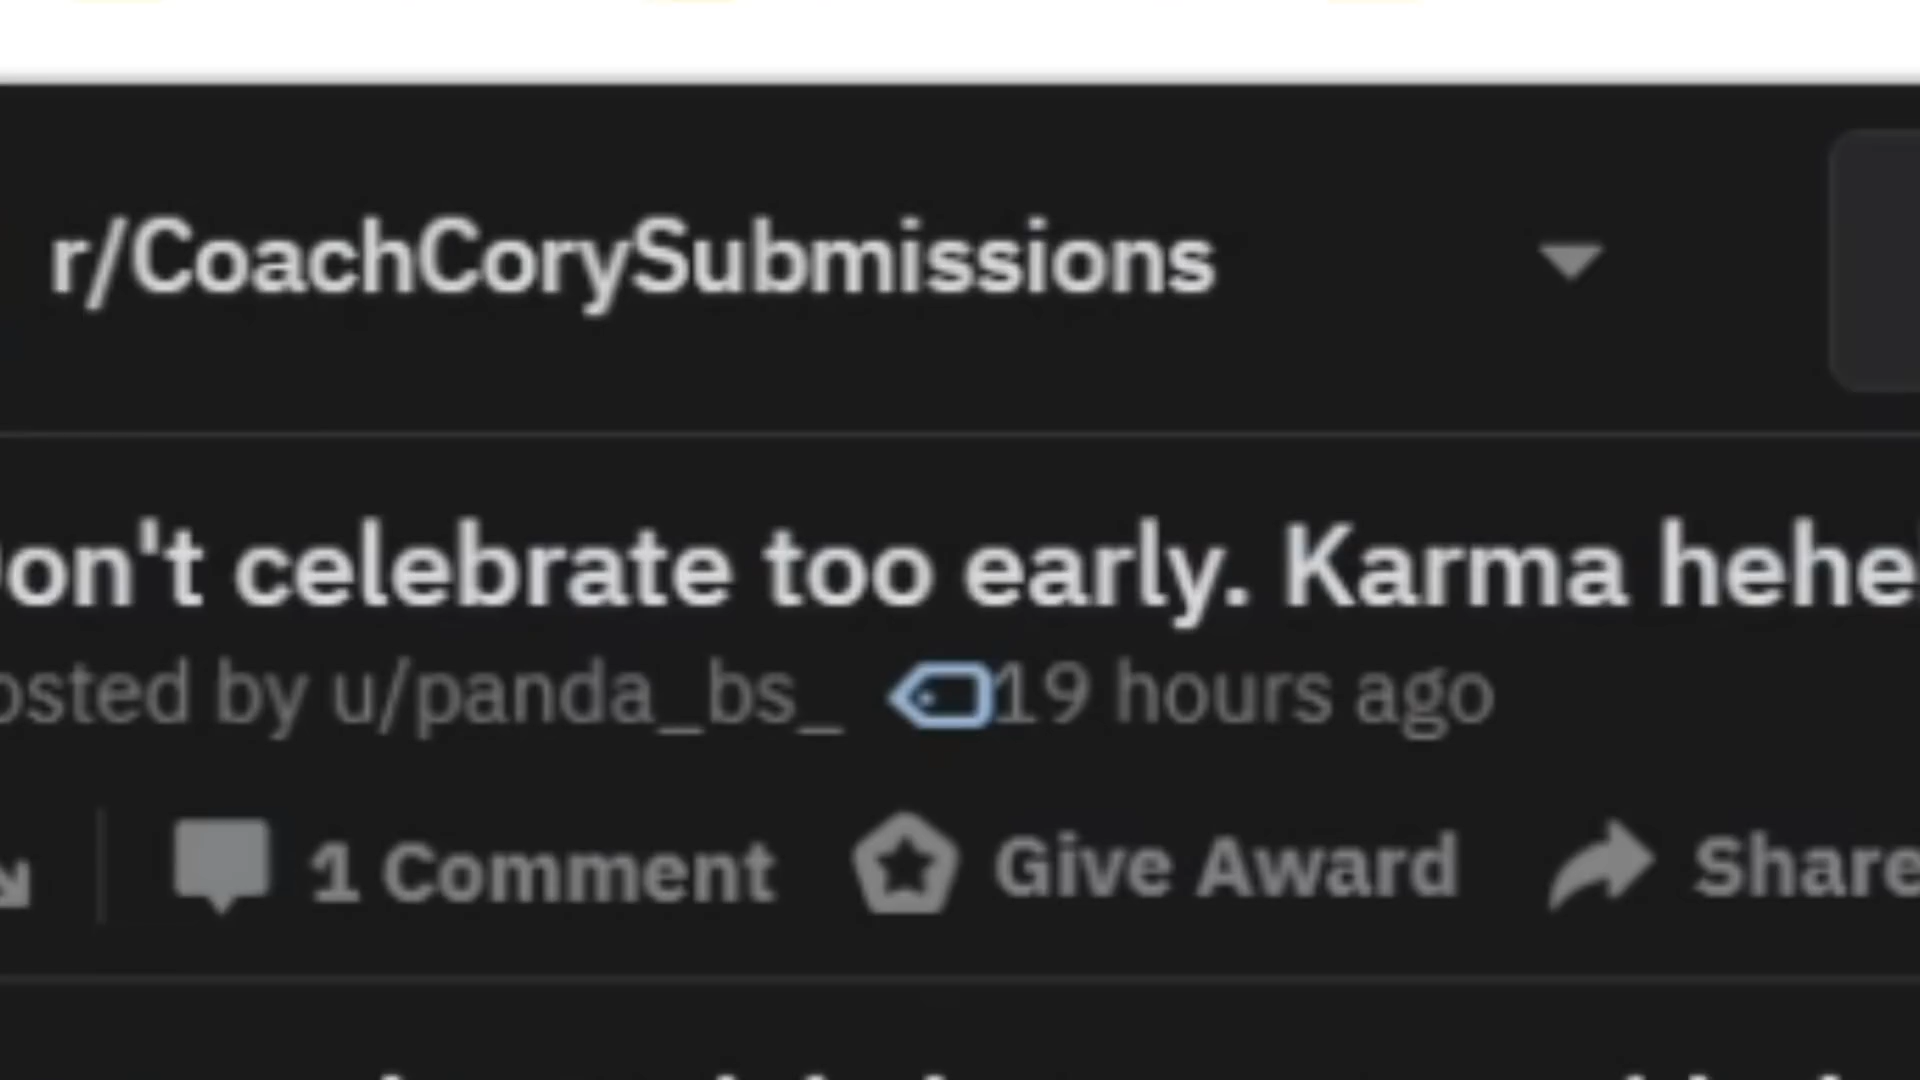 r/CoachCorySubmissions
on't celebrate too early. Karma hehe
osted by u/panda_bs_ 19 hours ago
1 Comment Give Award Share